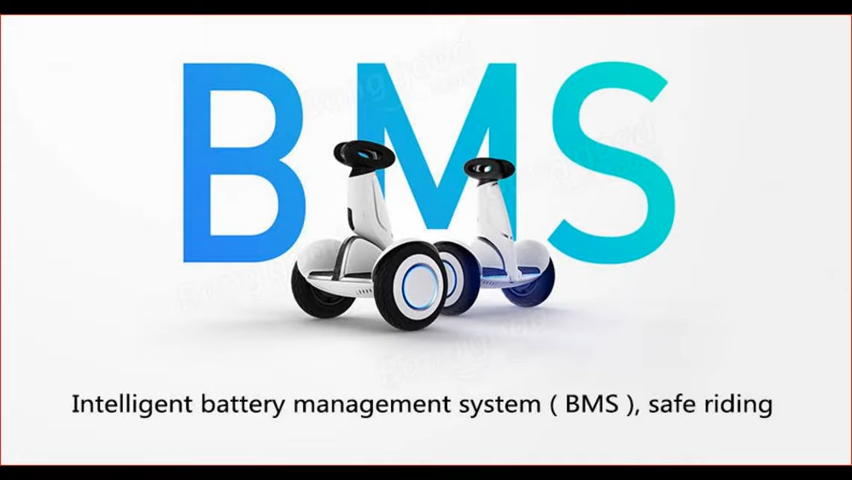 BMS
Intelligent battery management system ( BMS ), safe riding